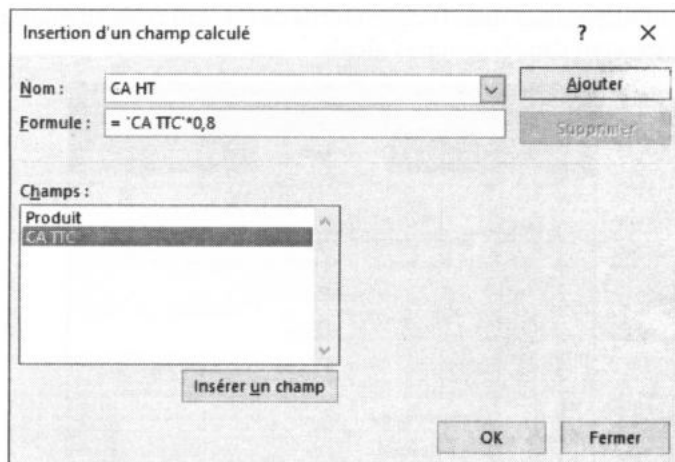 Insertion d'un champ calculé ? ×
Nom : CA HT Ajouter
Formule : = `CA TTC`*0,8 Supprimer
Champs :
Produit
CA TTC
Insérer un champ
OK Fermer